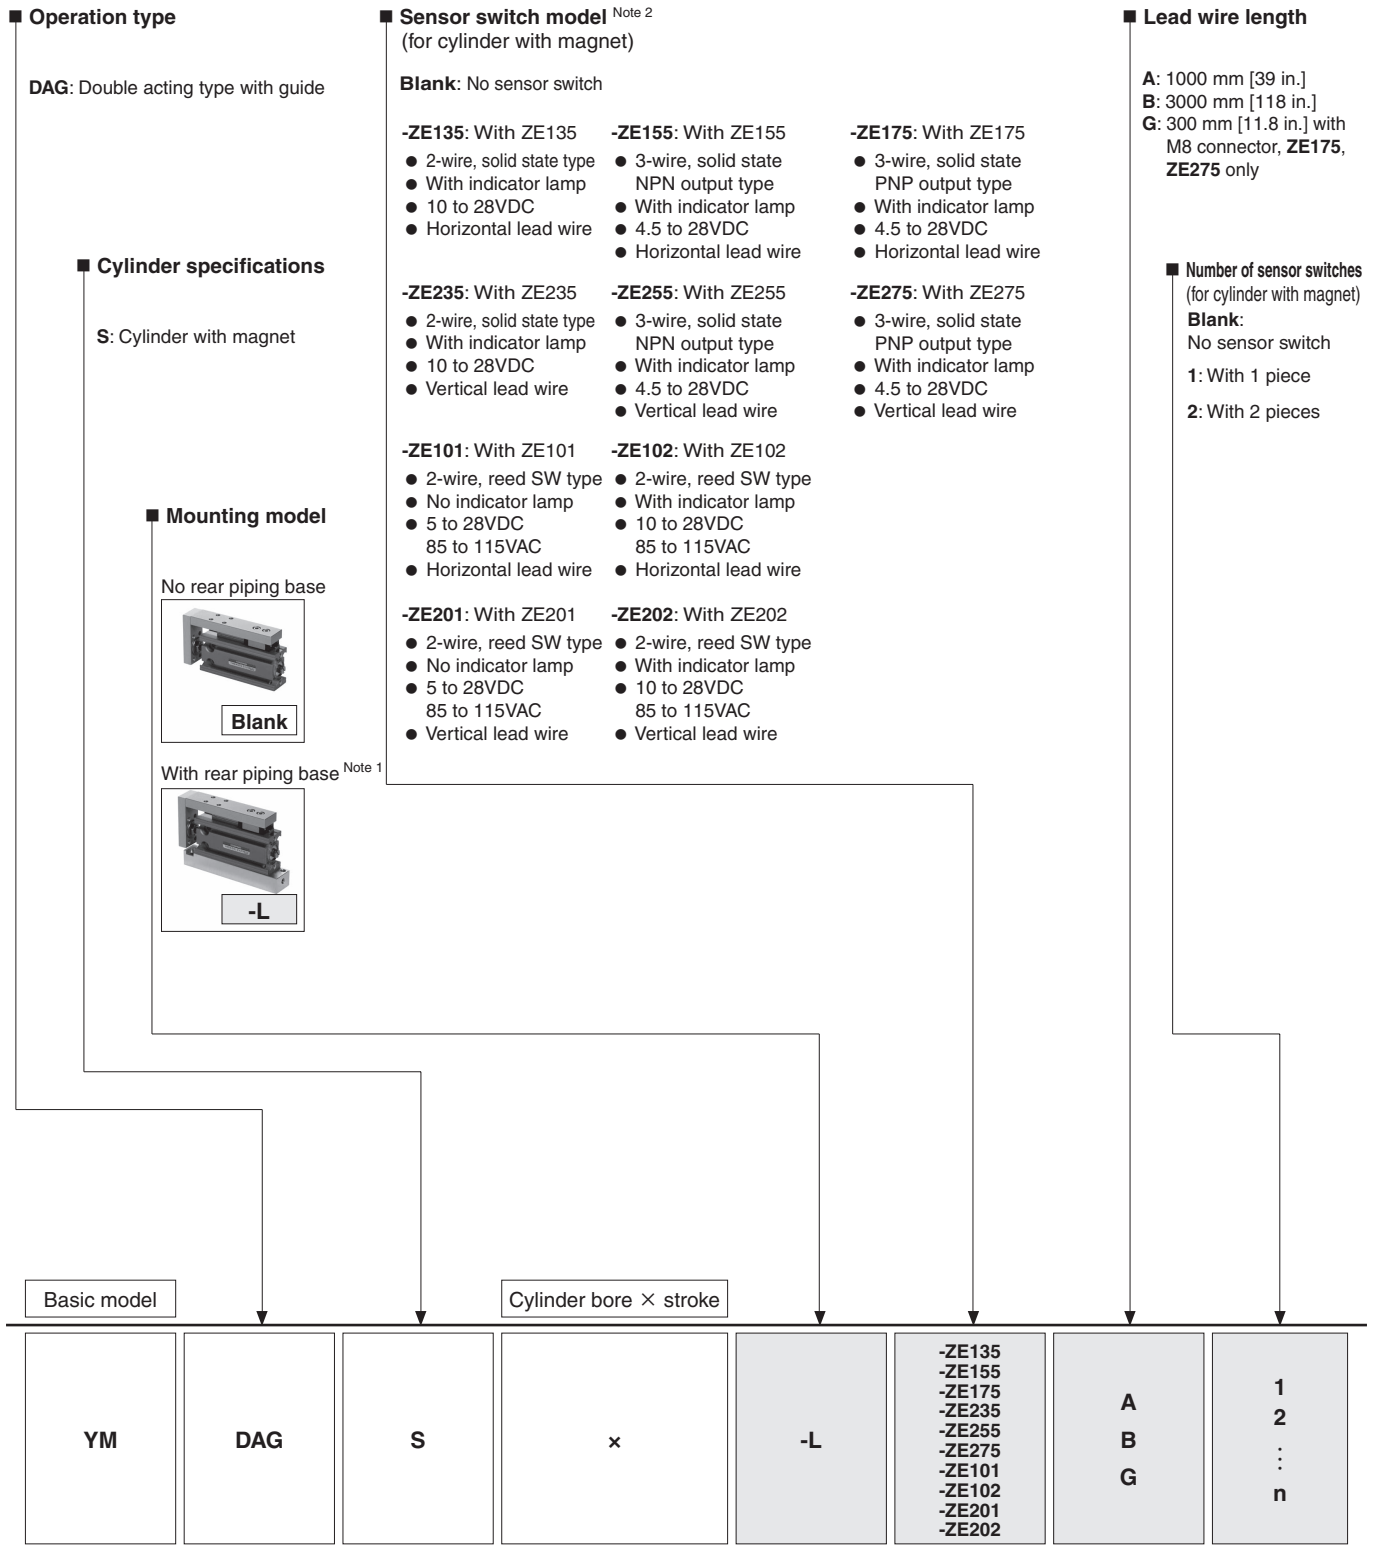 Operation type
DAG: Double acting type with guide
Cylinder specifications
S: Cylinder with magnet
Mounting model
No rear piping base
Blank
With rear piping base Note 1
-L
Sensor switch model Note 2
(for cylinder with magnet)
Blank: No sensor switch
-ZE135: With ZE135
● 2-wire, solid state type
● With indicator lamp
● 10 to 28VDC
● Horizontal lead wire
-ZE155: With ZE155
● 3-wire, solid state
NPN output type
● With indicator lamp
● 4.5 to 28VDC
● Horizontal lead wire
-ZE175: With ZE175
● 3-wire, solid state
PNP output type
● With indicator lamp
● 4.5 to 28VDC
● Horizontal lead wire
-ZE235: With ZE235
● 2-wire, solid state type
● With indicator lamp
● 10 to 28VDC
● Vertical lead wire
-ZE255: With ZE255
● 3-wire, solid state
NPN output type
● With indicator lamp
● 4.5 to 28VDC
● Vertical lead wire
-ZE275: With ZE275
● 3-wire, solid state
PNP output type
● With indicator lamp
● 4.5 to 28VDC
● Vertical lead wire
-ZE101: With ZE101
● 2-wire, reed SW type
● No indicator lamp
● 5 to 28VDC
85 to 115VAC
● Horizontal lead wire
-ZE102: With ZE102
● 2-wire, reed SW type
● With indicator lamp
● 10 to 28VDC
85 to 115VAC
● Horizontal lead wire
-ZE201: With ZE201
● 2-wire, reed SW type
● No indicator lamp
● 5 to 28VDC
85 to 115VAC
● Vertical lead wire
-ZE202: With ZE202
● 2-wire, reed SW type
● With indicator lamp
● 10 to 28VDC
85 to 115VAC
● Vertical lead wire
Lead wire length
A: 1000 mm [39 in.]
B: 3000 mm [118 in.]
G: 300 mm [11.8 in.] with
M8 connector, ZE175,
ZE275 only
Number of sensor switches
(for cylinder with magnet)
Blank:
No sensor switch
1: With 1 piece
2: With 2 pieces
Basic model
Cylinder bore × stroke
YM
DAG
S
×
-L
-ZE135
-ZE155
-ZE175
-ZE235
-ZE255
-ZE275
-ZE101
-ZE102
-ZE201
-ZE202
A
B
G
1
2
⋮
n